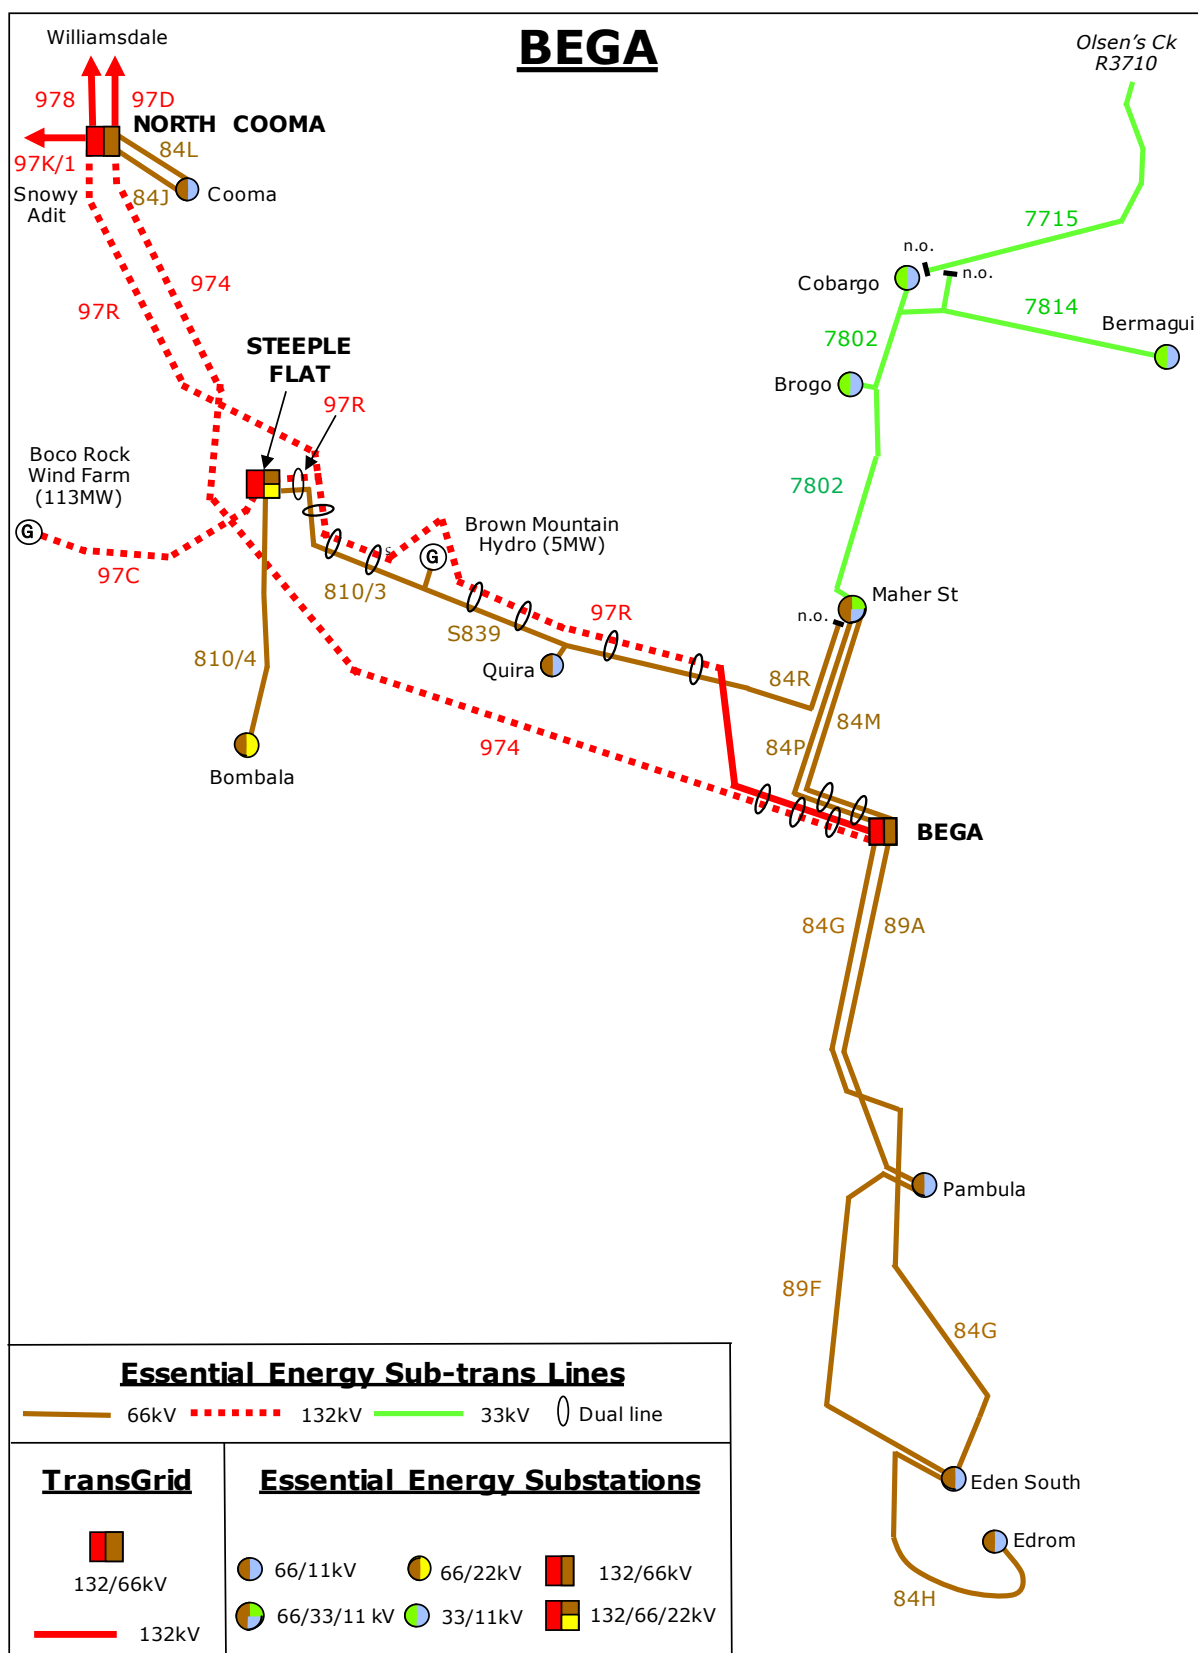 BEGA
Williamsdale
Olsen's Ck
R3710
978
97D
NORTH COOMA
84L
97K/1
84J
Cooma
Snowy
Adit
7715
n.o.
n.o.
974
97R
Cobargo
7814
Bermagui
7802
STEEPLE
FLAT
Brogo
97R
Boco Rock
Wind Farm
(113MW)
7802
Brown Mountain
Hydro (5MW)
G
G
S
97C
810/3
Maher St
n.o.
97R
S839
810/4
Quira
84R
84M
84P
974
Bombala
BEGA
84G
89A
Pambula
89F
84G
Eden South
Edrom
84H
Essential Energy Sub-trans Lines
66kV
132kV
33kV
Dual line
TransGrid
132/66kV
132kV
Essential Energy Substations
66/11kV
66/22kV
132/66kV
66/33/11 kV
33/11kV
132/66/22kV